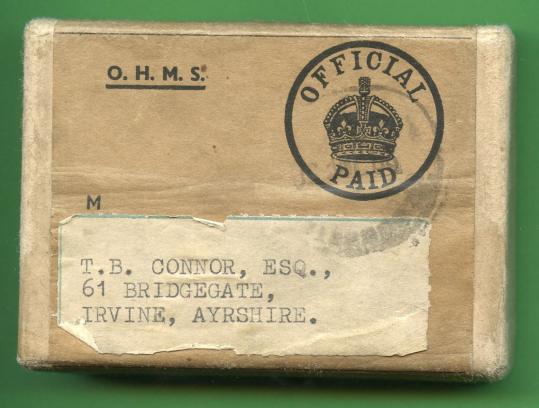 O.H.M.S.
OFFICIAL
PAID
M
T.B. CONNOR, ESQ.,
61 BRIDGEGATE,
IRVINE, AYRSHIRE.